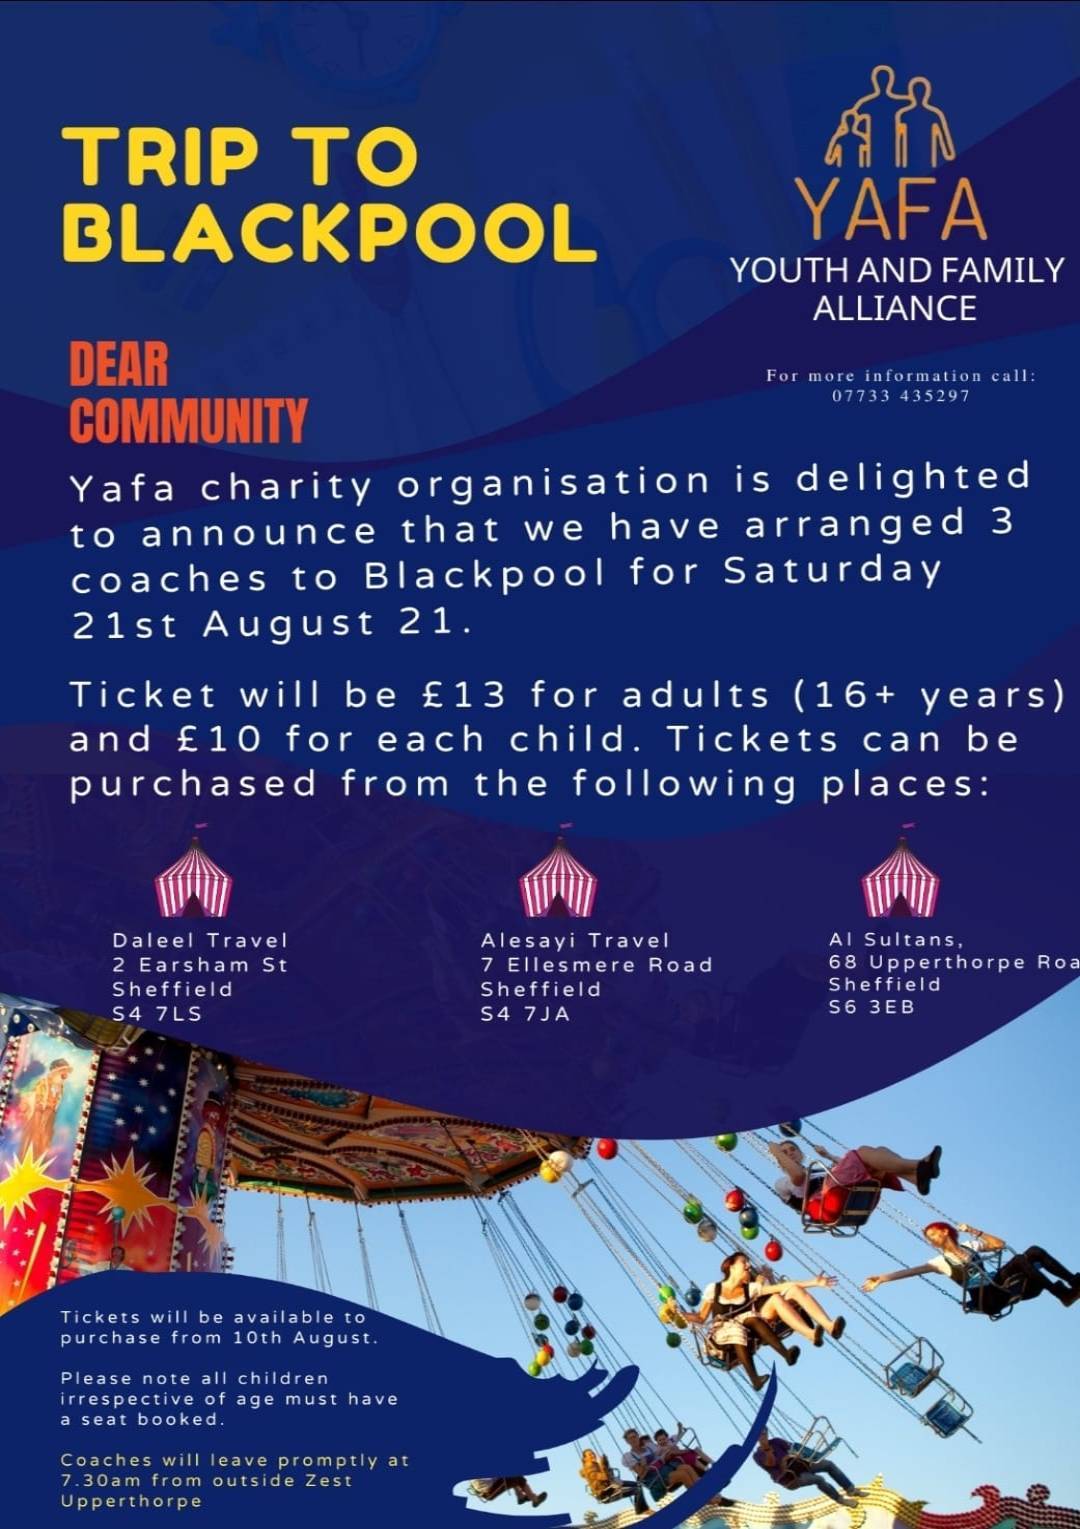 TRIP TO
BLACKPOOL
YAFA
YOUTH AND FAMILY
ALLIANCE
For more information call:
07733 435297
DEAR
COMMUNITY
Yafa charity organisation is delighted
to announce that we have arranged 3
coaches to Blackpool for Saturday
21st August 21.
Ticket will be £13 for adults (16+ years)
and £10 for each child. Tickets can be
purchased from the following places:
Daleel Travel
2 Earsham St
Sheffield
S4 7LS
Alesayi Travel
7 Ellesmere Road
Sheffield
S4 7JA
Al Sultans,
68 Upperthorpe Roa
Sheffield
S6 3EB
Tickets will be available to
purchase from 10th August.
Please note all children
irrespective of age must have
a seat booked.
Coaches will leave promptly at
7.30am from outside Zest
Upperthorpe